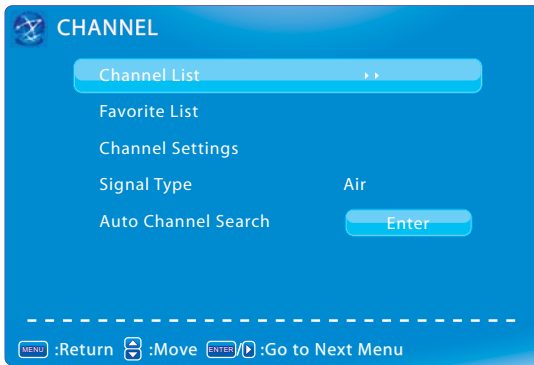 CHANNEL
Channel List
Favorite List
Channel Settings
Signal Type Air
Auto Channel Search Enter
MENU :Return :Move ENTER / :Go to Next Menu